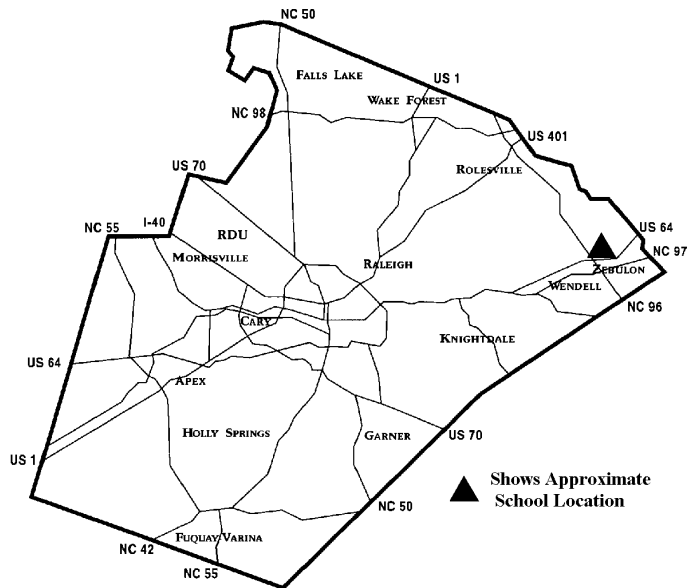 NC 50
FALLS LAKE
US 1
WAKE FOREST
NC 98
US 401
US 70
ROLESVILLE
NC 55
I-40
RDU
US 64
MORRISVILLE
RALEIGH
NC 97
ZEBULON
WENDELL
NC 96
CARY
KNIGHTDALE
US 64
APEX
HOLLY SPRINGS
GARNER
US 70
US 1
Shows Approximate
School Location
NC 50
FUQUAY VARINA
NC 42
NC 55